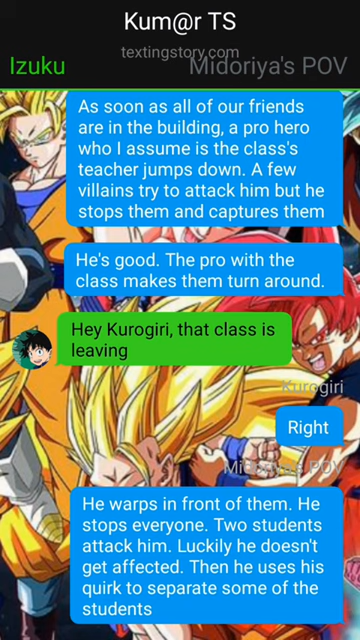 Kum@r TS
textingstory.com
Izuku
Midoriya's POV
As soon as all of our friends
are in the building, a pro hero
who I assume is the class's
teacher jumps down. A few
villains try to attack him but he
stops them and captures them
He's good. The pro with the
class makes them turn around.
Hey Kurogiri, that class is
leaving
Kurogiri
Right
Midoriya's POV
He warps in front of them. He
stops everyone. Two students
attack him. Luckily he doesn't
get affected. Then he uses his
quirk to separate some of the
students